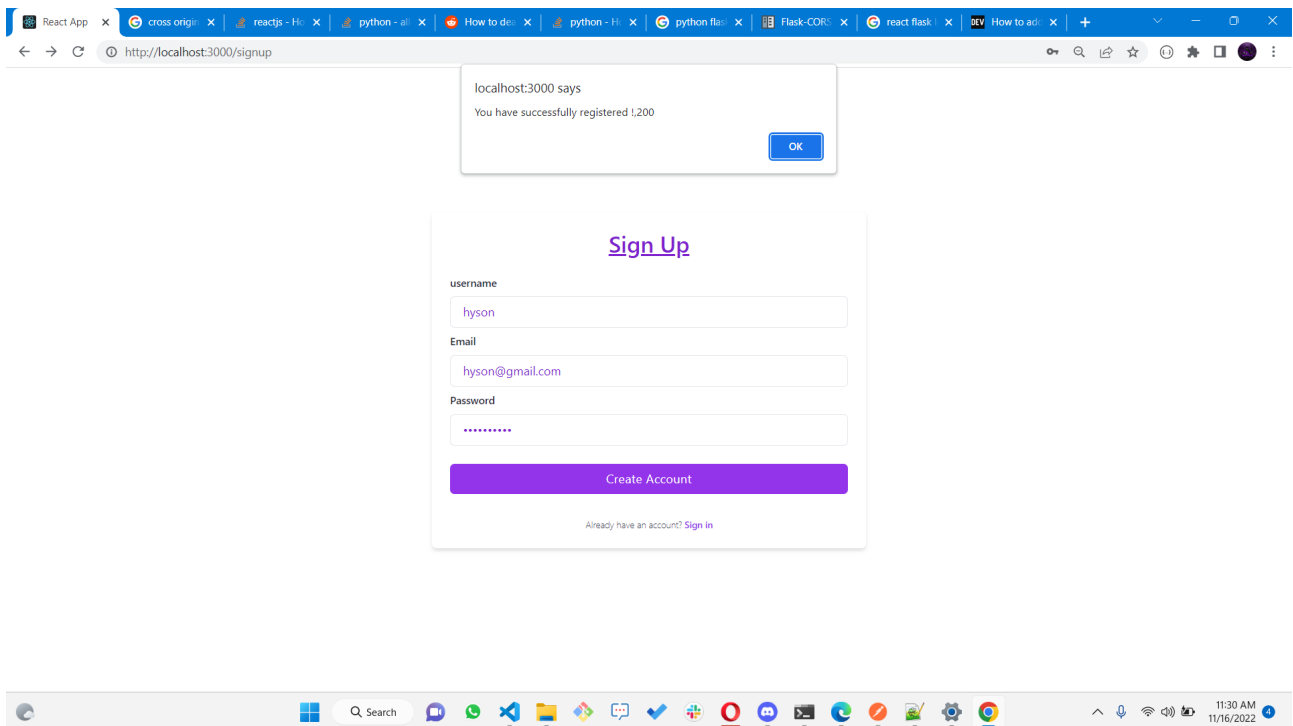 React App
cross origin
reactjs - Ho
python - all
How to dea
python - Ho
python flas
Flask-CORS
react flask
DEV How to add
http://localhost:3000/signup
localhost:3000 says
You have successfully registered !,200
OK
Sign Up
username
hyson
Email
hyson@gmail.com
Password
Create Account
Already have an account? Sign in
Search
11:30 AM
11/16/2022
4